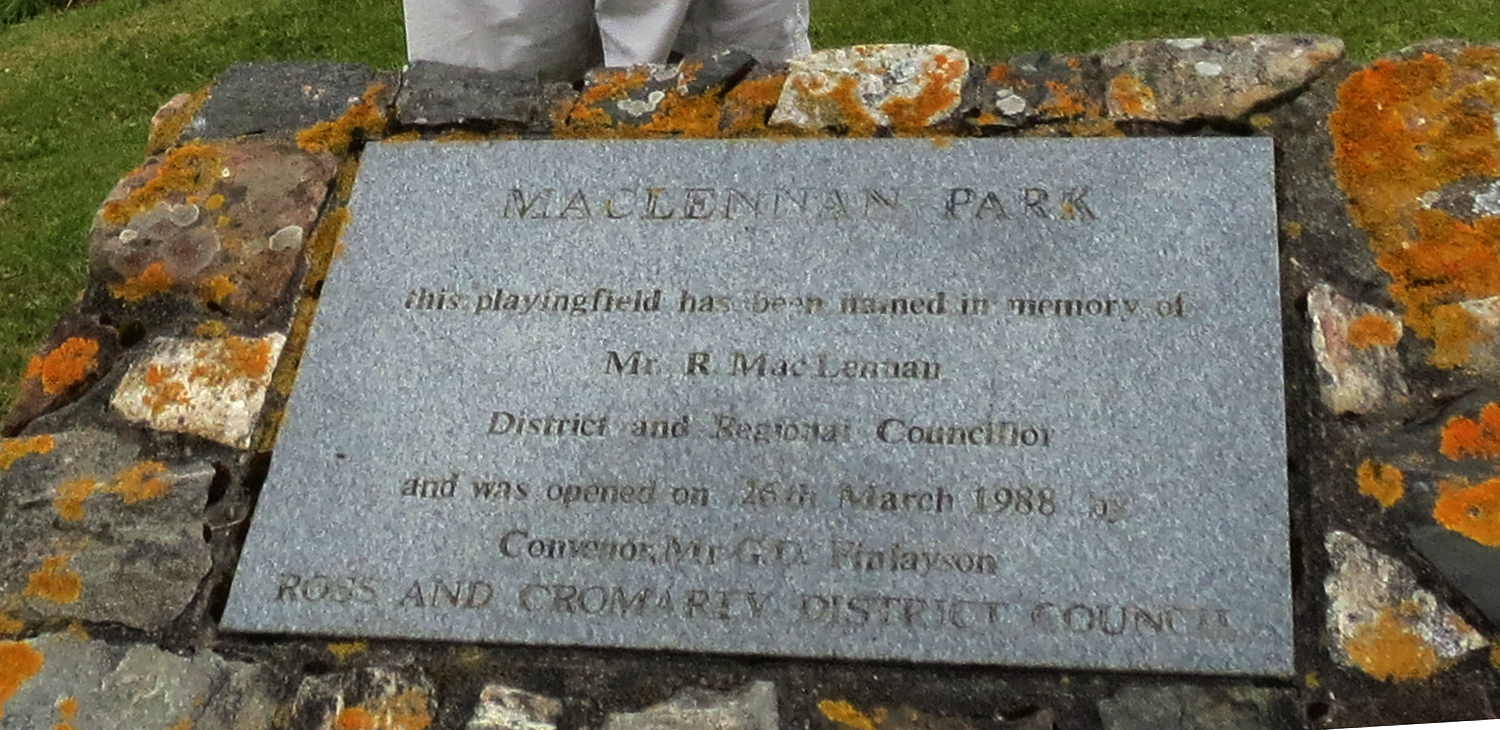 MACLENNAN PARK
this playingfield has been named in memory of
Mr. R. MacLennan
District and Regional Councillor
and was opened on 26th March 1988 by
Convenor, Mr G.D. Finlayson
ROSS AND CROMARTY DISTRICT COUNCIL